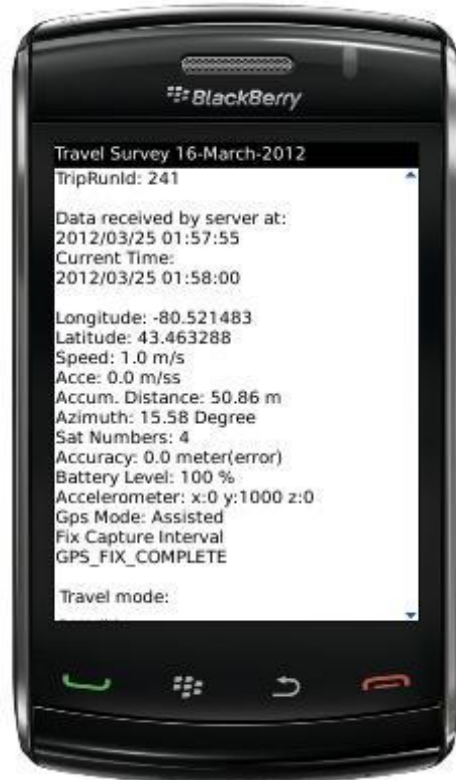 BlackBerry
Travel Survey 16-March-2012
TripRunId: 241
Data received by server at:
2012/03/25 01:57:55
Current Time:
2012/03/25 01:58:00
Longitude: -80.521483
Latitude: 43.463288
Speed: 1.0 m/s
Acce: 0.0 m/ss
Accum. Distance: 50.86 m
Azimuth: 15.58 Degree
Sat Numbers: 4
Accuracy: 0.0 meter(error)
Battery Level: 100 %
Accelerometer: x:0 y:1000 z:0
Gps Mode: Assisted
Fix Capture Interval
GPS_FIX_COMPLETE
Travel mode: